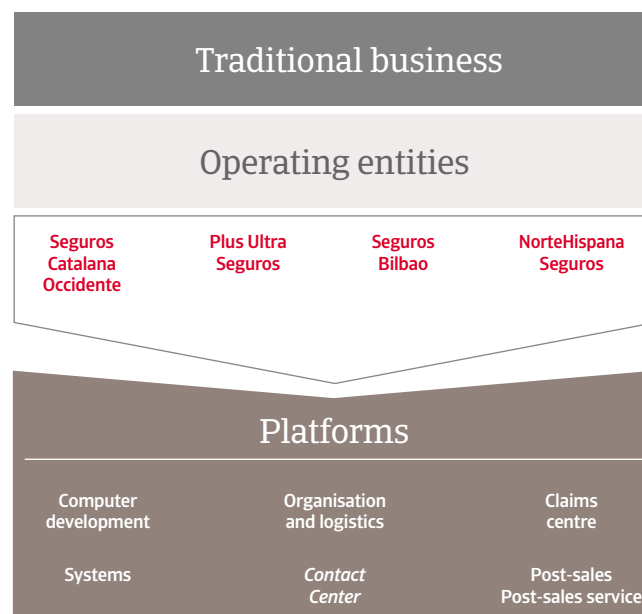 Traditional business
Operating entities
Seguros
Catalana
Occidente
Plus Ultra
Seguros
Seguros
Bilbao
NorteHispana
Seguros
Platforms
Computer
development
Organisation
and logistics
Claims
centre
Systems
Contact
Center
Post-sales
Post-sales service